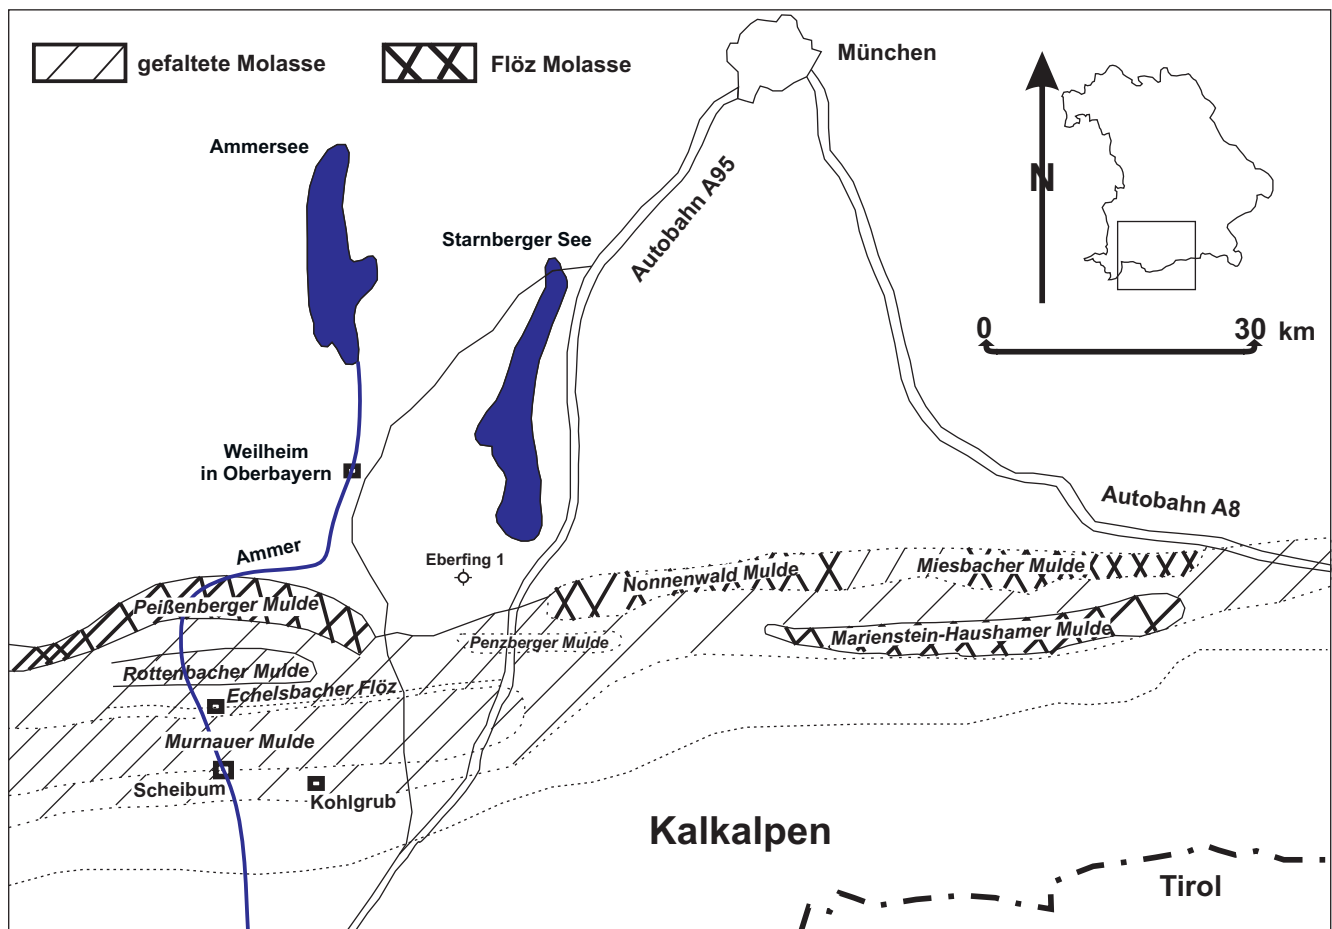 gefaltete Molasse
Flöz Molasse
München
Ammersee
N
Starnberger See
Autobahn A95
0
30 km
Weilheim
in Oberbayern
Autobahn A8
Ammer
Eberfing 1
Nonnenwald Mulde
Miesbacher Mulde
Peißenberger Mulde
Penzberger Mulde
Marienstein-Haushamer Mulde
Rottenbacher Mulde
Echelsbacher Flöz
Murnauer Mulde
Scheibum
Kohlgrub
Kalkalpen
Tirol